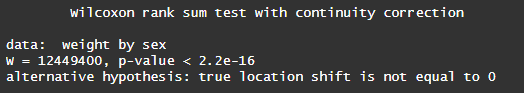 Wilcoxon rank sum test with continuity correction
data:  weight by sex
W = 12449400, p-value < 2.2e-16
alternative hypothesis: true location shift is not equal to 0